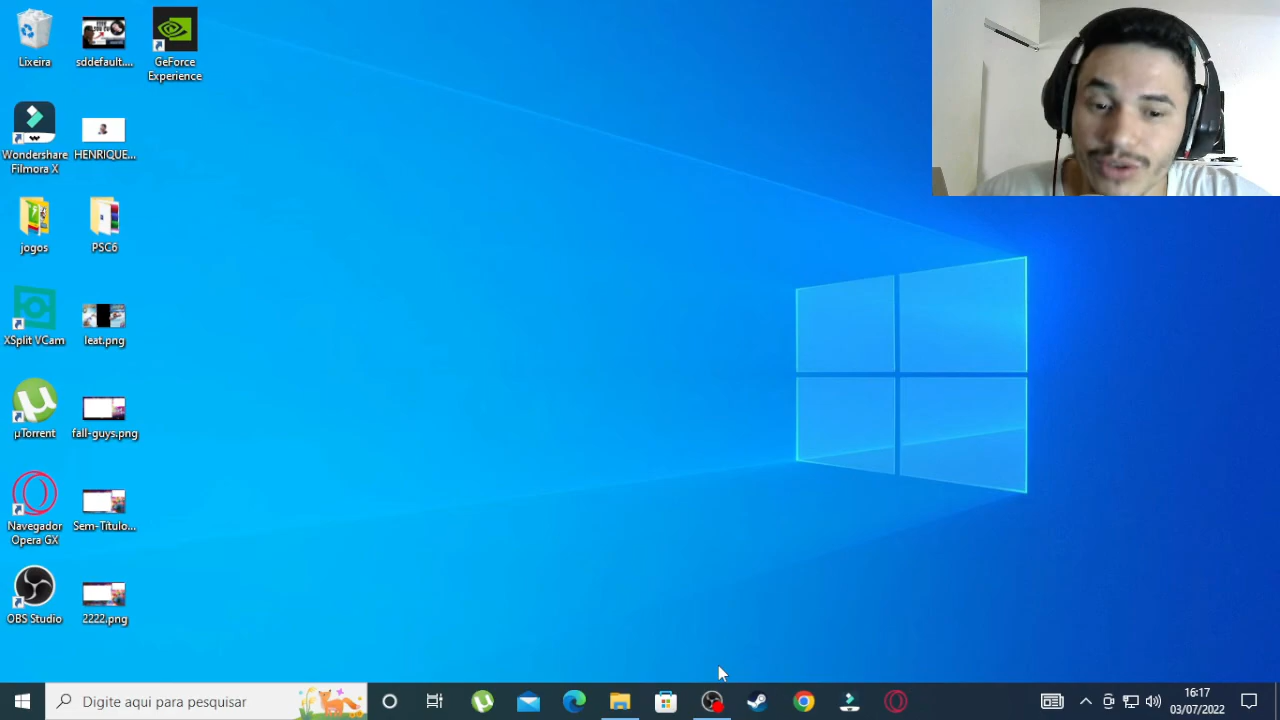 Lixeira
sddefault....
GeForce
Experience
Wondershare
Filmora X
HENRIQUE...
jogos
PSC6
XSplit VCam
leat.png
µTorrent
fall-guys.png
Navegador
Opera GX
Sem-Título...
OBS Studio
2222.png
Digite aqui para pesquisar
16:17
03/07/2022